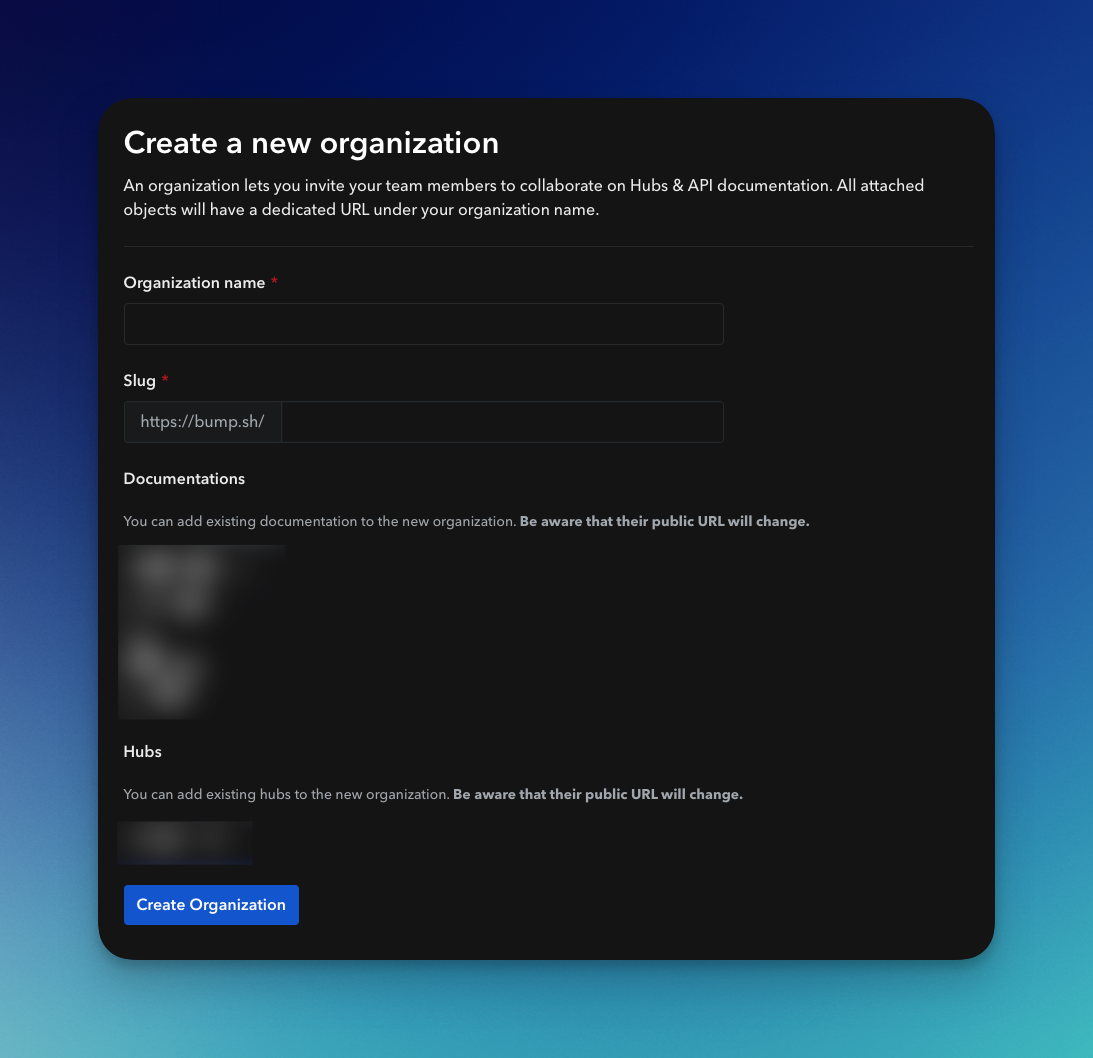 Create a new organization
An organization lets you invite your team members to collaborate on Hubs & API documentation. All attached
objects will have a dedicated URL under your organization name.
Organization name *
Slug *
https://bump.sh/
Documentations
You can add existing documentation to the new organization. Be aware that their public URL will change.
Hubs
You can add existing hubs to the new organization. Be aware that their public URL will change.
Create Organization